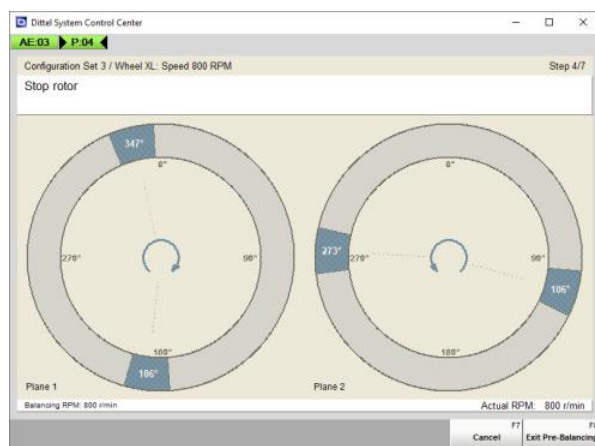 Dittel System Control Center
AE:03 P:04
Configuration Set 3 / Wheel XL: Speed 800 RPM Step 4/7
Stop rotor
347° 0° 0°
270° 90° 273° 270° 90° 106°
180° 186° 180°
Plane 1 Plane 2
Balancing RPM: 800 r/min Actual RPM: 800 r/min
F7
Cancel Exit Pre-Balancing